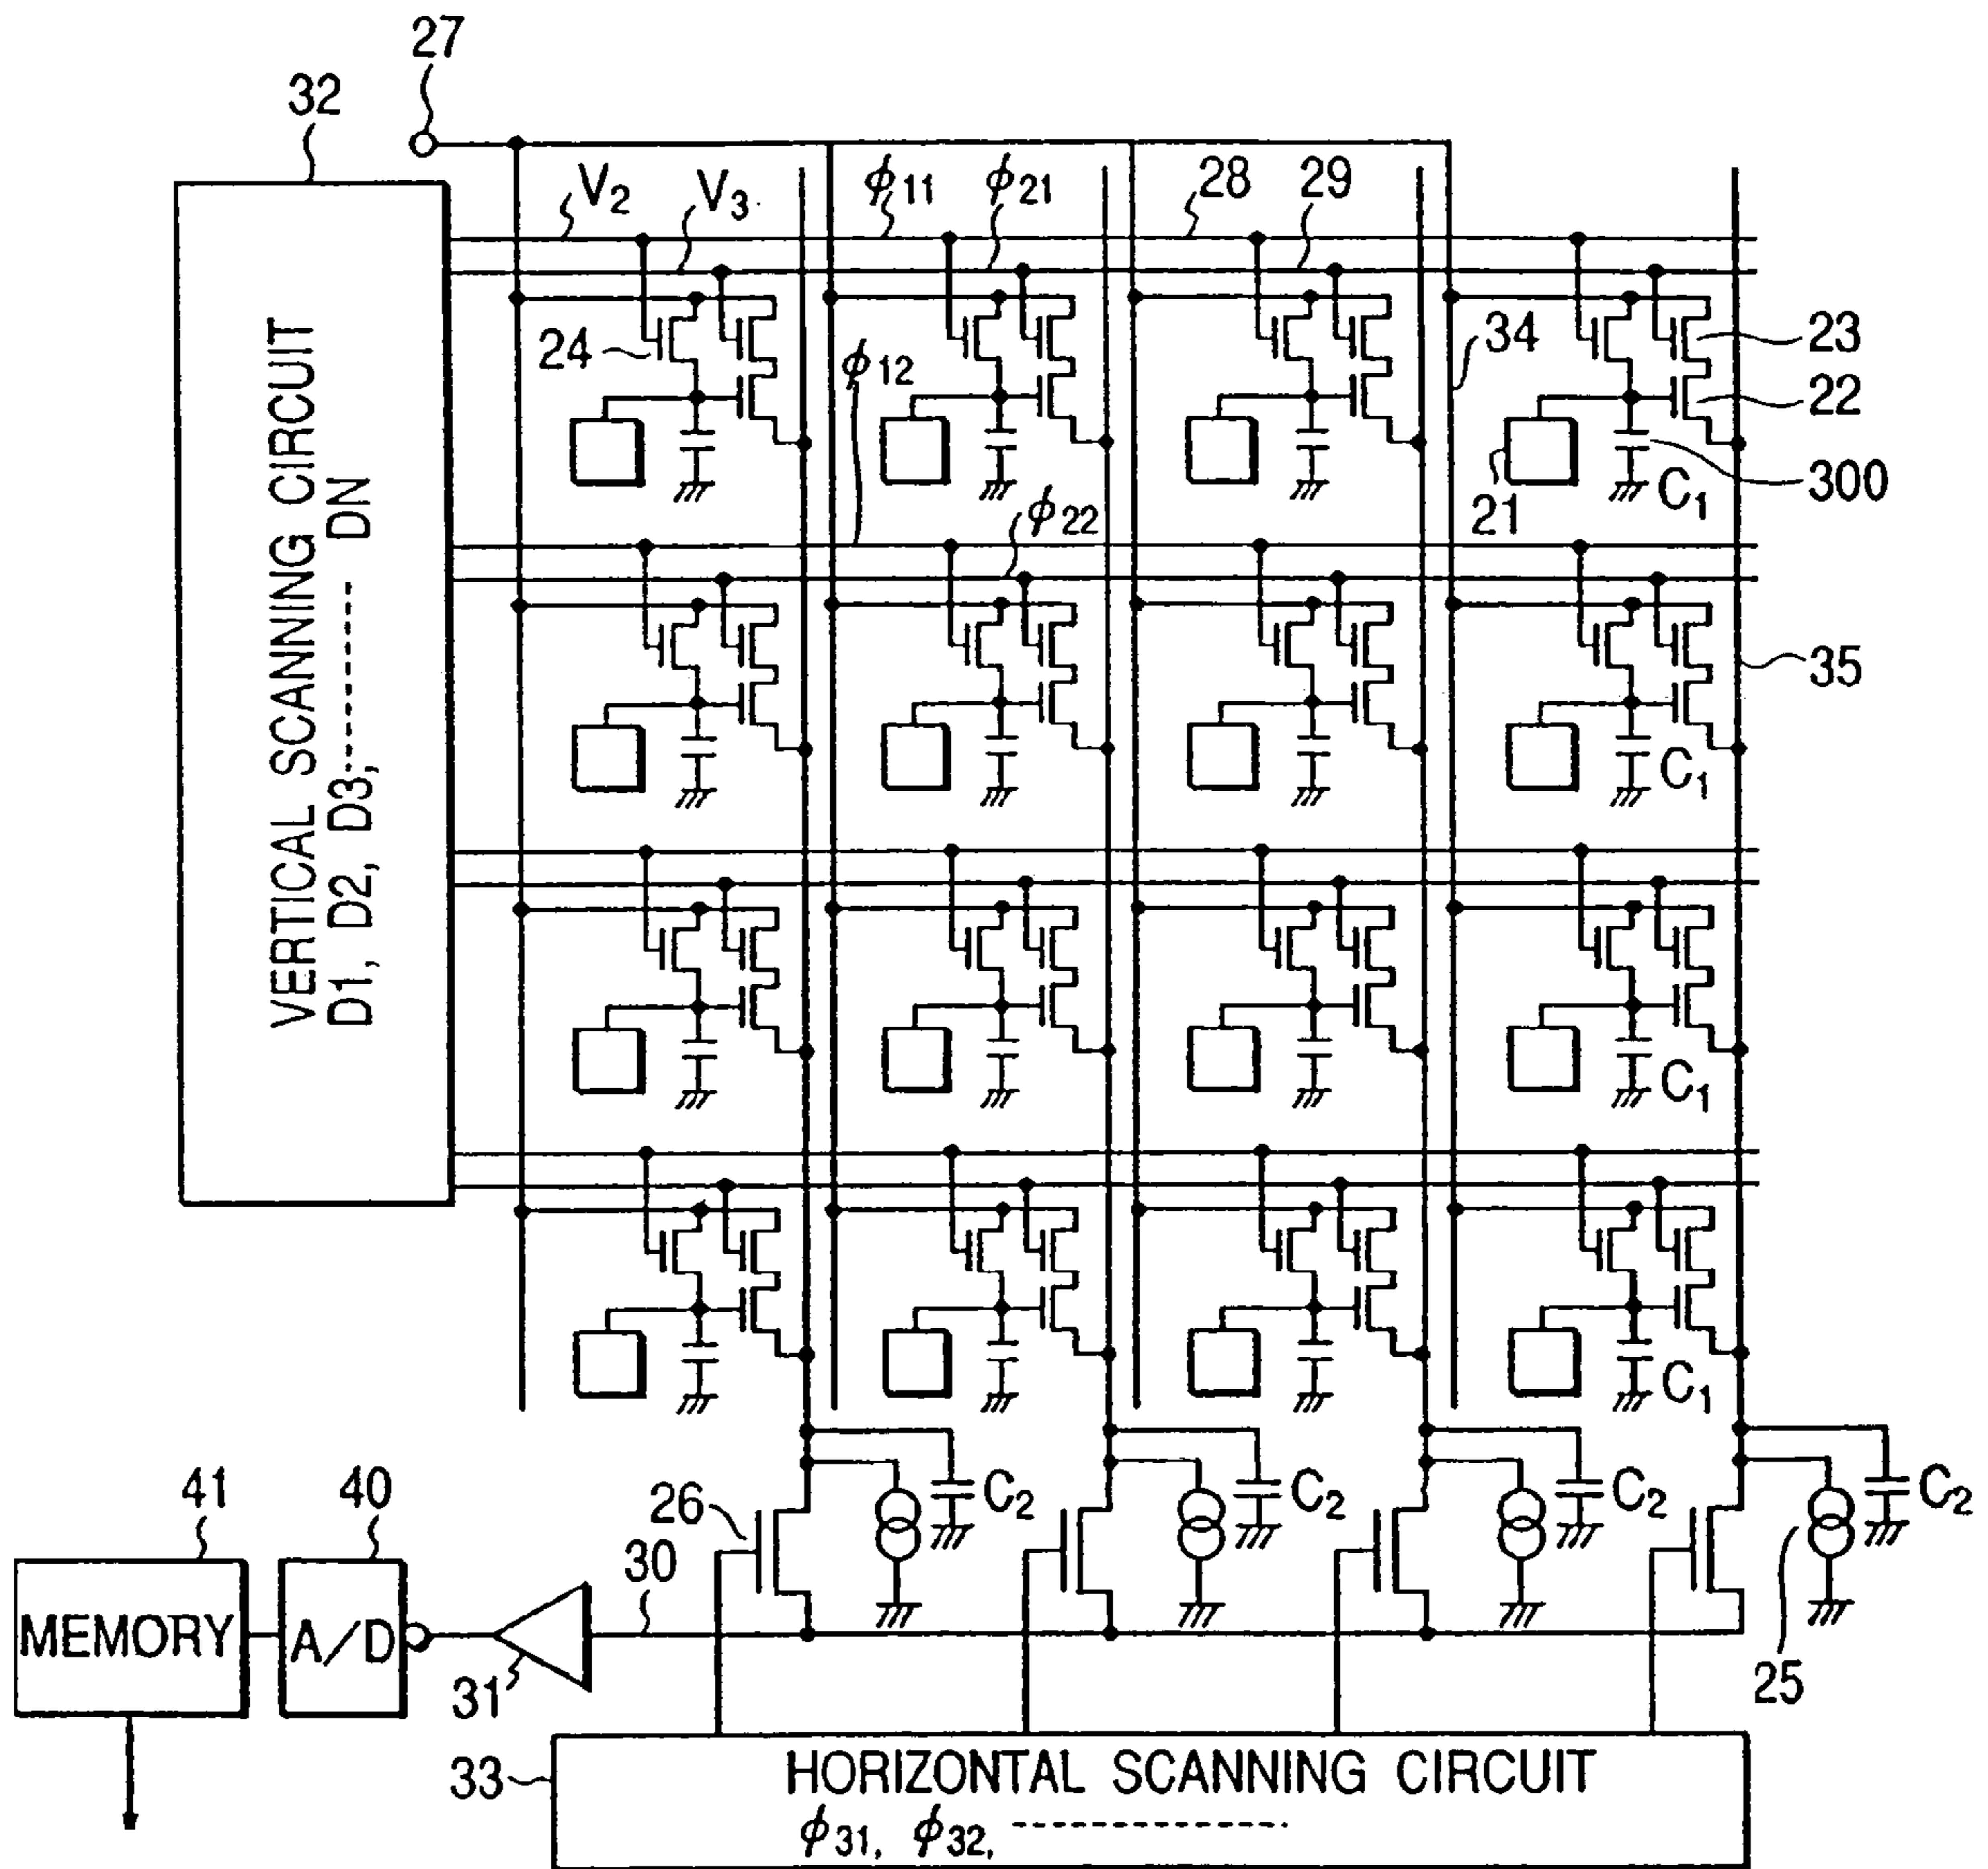 27
32
V2 V3 ϕ11 ϕ21 28 29
24 ϕ12 34 23
22
300
21 C1
ϕ22
35
C1
C1
C1
VERTICAL SCANNING CIRCUIT
D1, D2, D3,---------- DN
41 40 26 C2 C2 C2 C2
30
MEMORY A/D
31 25
33 HORIZONTAL SCANNING CIRCUIT
ϕ31, ϕ32, --------------